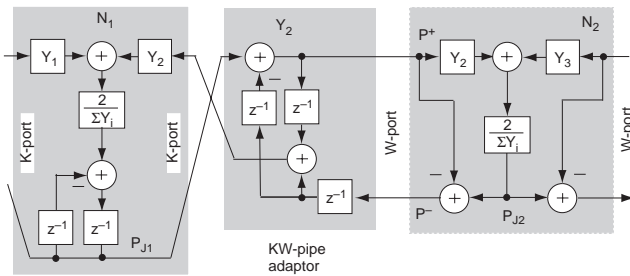 N1
Y2
N2
P+
Y1
+
Y2
+
Y2
+
Y3
−
2
ΣYi
z−1
z−1
2
ΣYi
K-port
K-port
W-port
W-port
+
−
+
−
−
z−1
z−1
PJ1
z−1
P−
+
PJ2
+
KW-pipe
adaptor